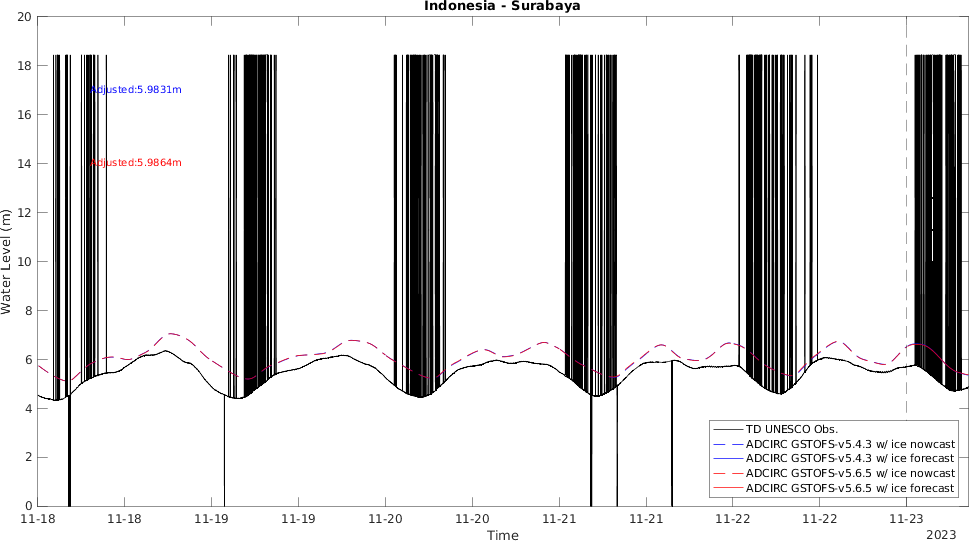 Indonesia - Surabaya
20
18
16
14
12
10
8
6
4
2
0
Water Level (m)
Adjusted:5.9831m
Adjusted:5.9864m
TD UNESCO Obs.
ADCIRC GSTOFS-v5.4.3 w/ ice nowcast
ADCIRC GSTOFS-v5.4.3 w/ ice forecast
ADCIRC GSTOFS-v5.6.5 w/ ice nowcast
ADCIRC GSTOFS-v5.6.5 w/ ice forecast
11-18 11-18 11-19 11-19 11-20 11-20 11-21 11-21 11-22 11-22 11-23
Time
2023